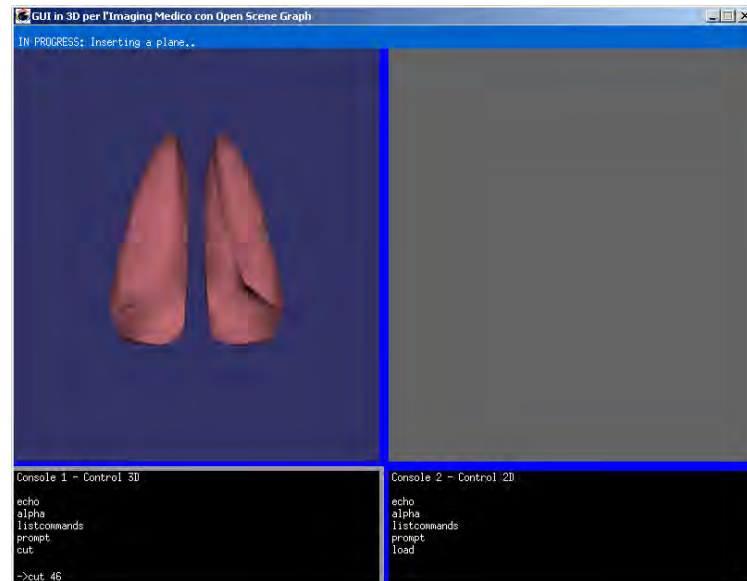 GUI in 3D per l'Imaging Medico con Open Scene Graph
IN PROGRESS: Inserting a plane..
Console 1 - Control 3D
echo
alpha
listcommands
prompt
cut
->cut 46
Console 2 - Control 2D
echo
alpha
listcommands
prompt
load